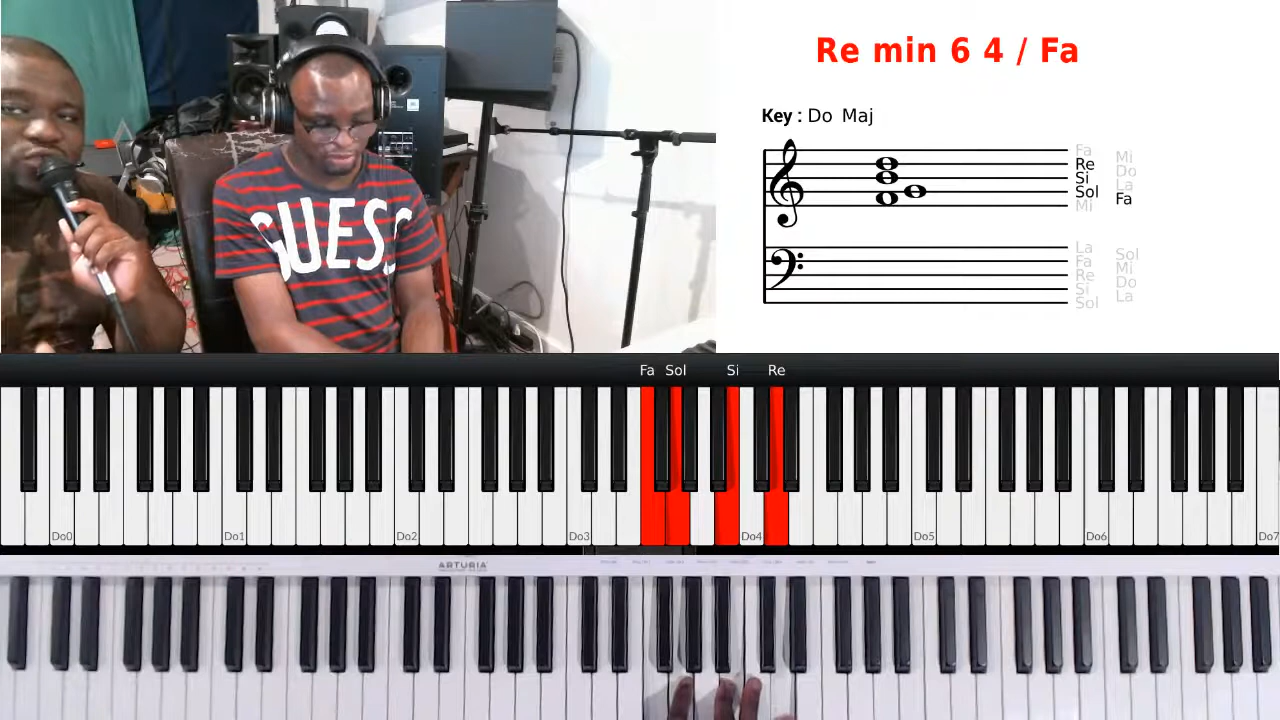 Re min 6 4 / Fa
Key : Do Maj
Fa
Mi
Re
Do
Si
La
Sol
Fa
Mi
La
Sol
Fa
Mi
Re
Do
Si
La
Sol
GUESS
Fa Sol Si Re
Do0 Do1 Do2 Do3 Do4 Do5 Do6 Do7
ARTURIA